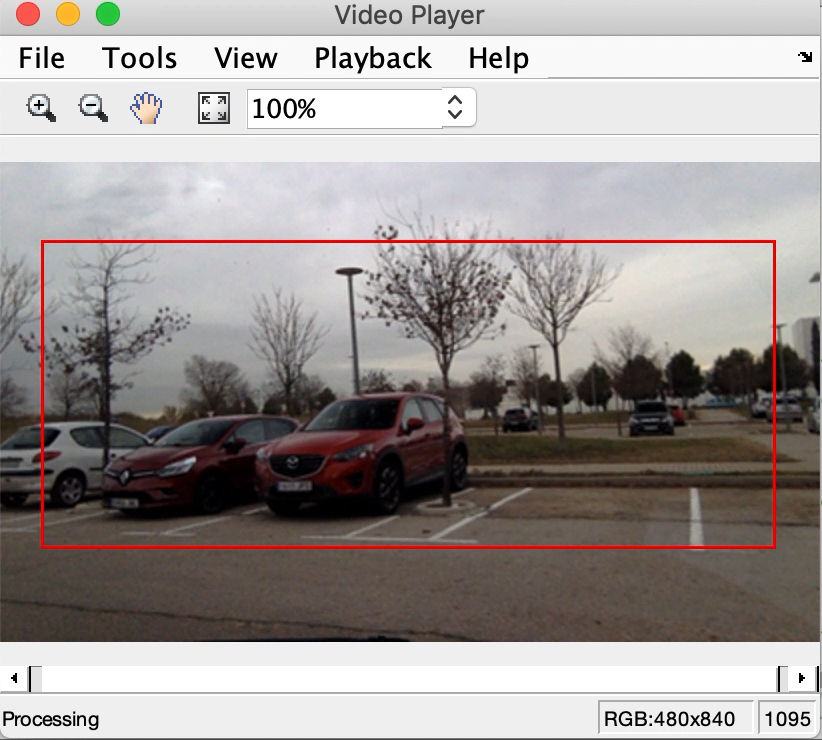 Video Player
File Tools View Playback Help
100%
Processing RGB:480x840 1095